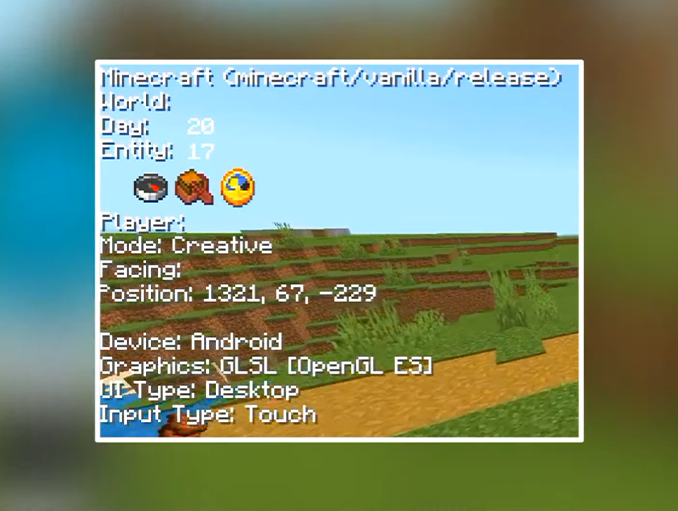 Minecraft (minecraft/vanilla/release)
World:
Day: 20
Entity: 17
Player:
Mode: Creative
Facing:
Position: 1321, 67, -229
Device: Android
Graphics: GLSL [OpenGL ES]
UI-Type: Desktop
Input Type: Touch